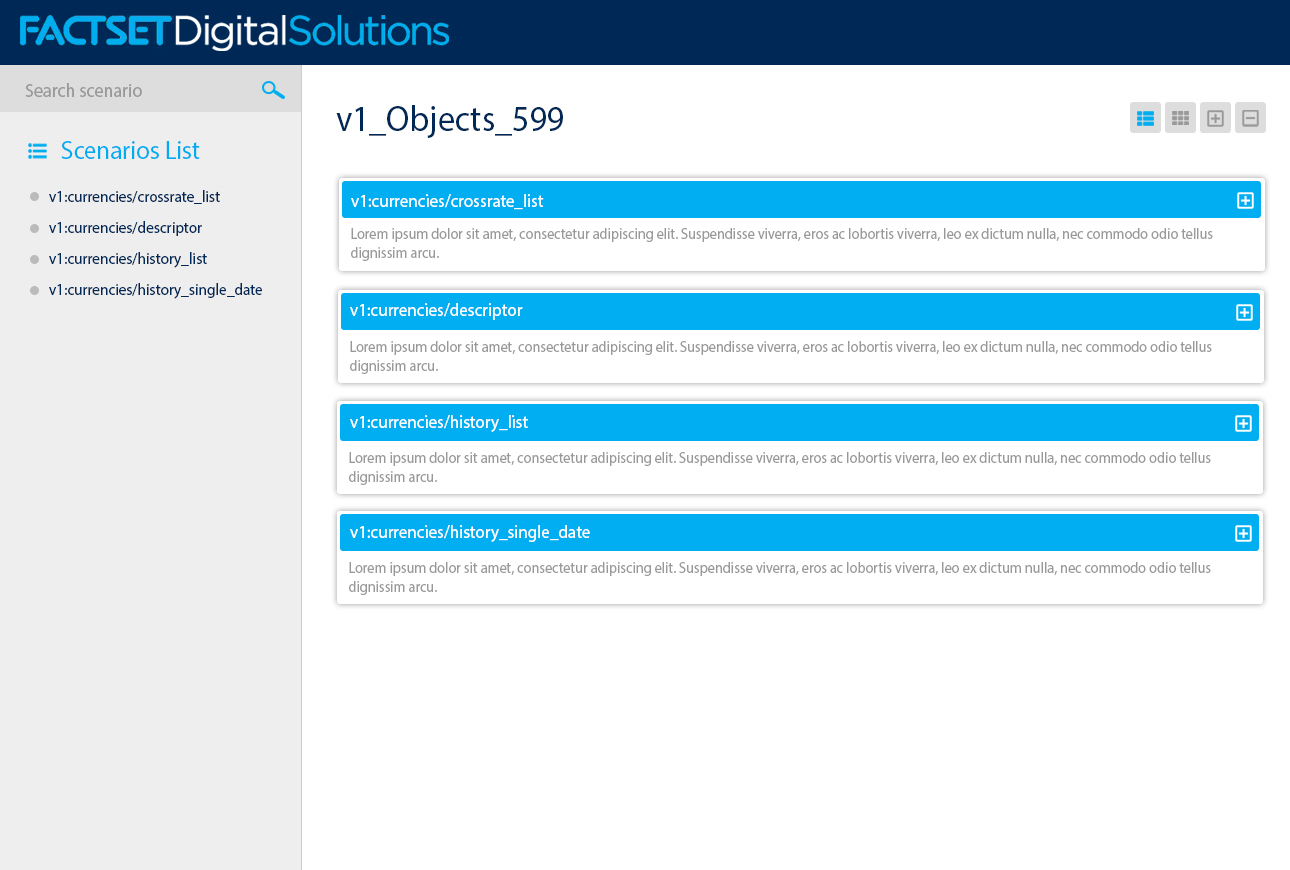 FACTSET DigitalSolutions
Search scenario
Scenarios List
v1:currencies/crossrate_list
v1:currencies/descriptor
v1:currencies/history_list
v1:currencies/history_single_date
v1_Objects_599
v1:currencies/crossrate_list
Lorem ipsum dolor sit amet, consectetur adipiscing elit. Suspendisse viverra, eros ac lobortis viverra, leo ex dictum nulla, nec commodo odio tellus
dignissim arcu.
v1:currencies/descriptor
Lorem ipsum dolor sit amet, consectetur adipiscing elit. Suspendisse viverra, eros ac lobortis viverra, leo ex dictum nulla, nec commodo odio tellus
dignissim arcu.
v1:currencies/history_list
Lorem ipsum dolor sit amet, consectetur adipiscing elit. Suspendisse viverra, eros ac lobortis viverra, leo ex dictum nulla, nec commodo odio tellus
dignissim arcu.
v1:currencies/history_single_date
Lorem ipsum dolor sit amet, consectetur adipiscing elit. Suspendisse viverra, eros ac lobortis viverra, leo ex dictum nulla, nec commodo odio tellus
dignissim arcu.